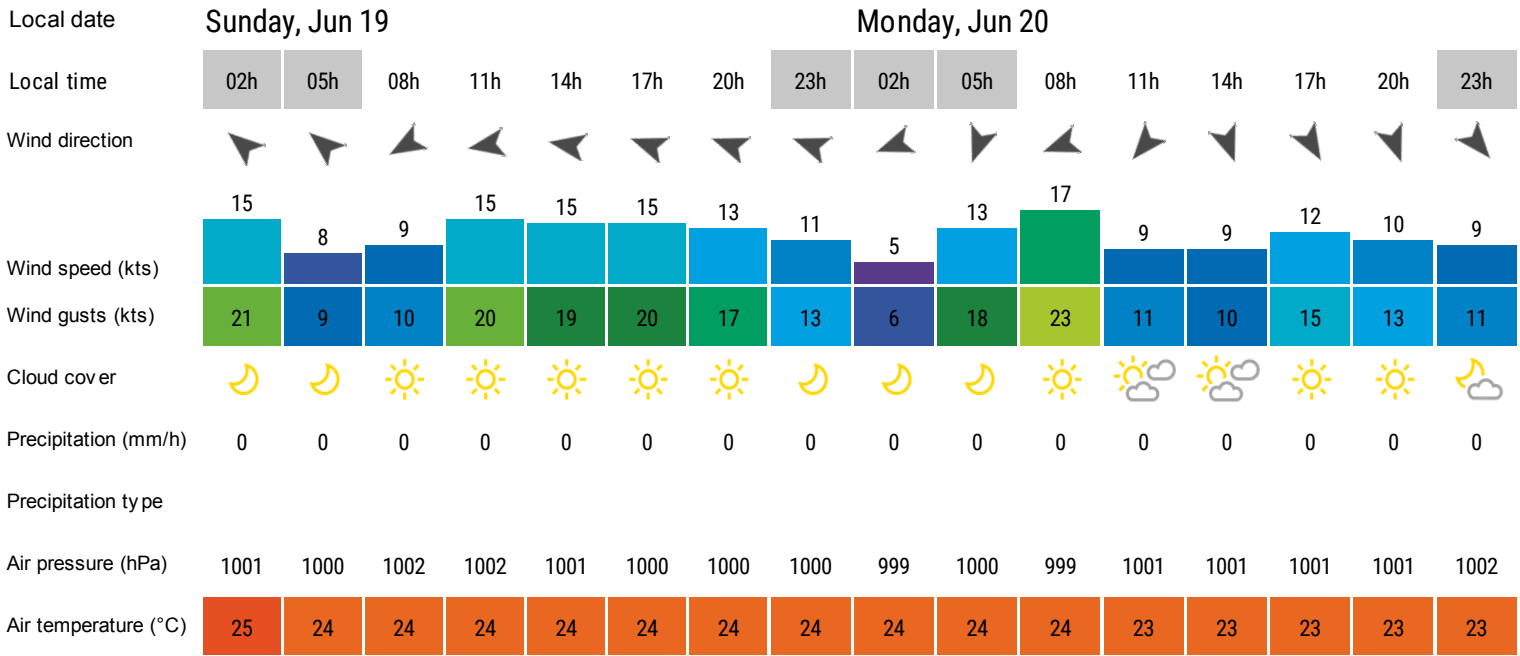 Local date Sunday, Jun 19 Monday, Jun 20
Local time 02h 05h 08h 11h 14h 17h 20h 23h 02h 05h 08h 11h 14h 17h 20h 23h
Wind direction
Wind speed (kts) 15 8 9 15 15 15 13 11 5 13 17 9 9 12 10 9
Wind gusts (kts) 21 9 10 20 19 20 17 13 6 18 23 11 10 15 13 11
Cloud cover
Precipitation (mm/h) 0 0 0 0 0 0 0 0 0 0 0 0 0 0 0 0
Precipitation type
Air pressure (hPa) 1001 1000 1002 1002 1001 1000 1000 1000 999 1000 999 1001 1001 1001 1001 1002
Air temperature (°C) 25 24 24 24 24 24 24 24 24 24 24 23 23 23 23 23